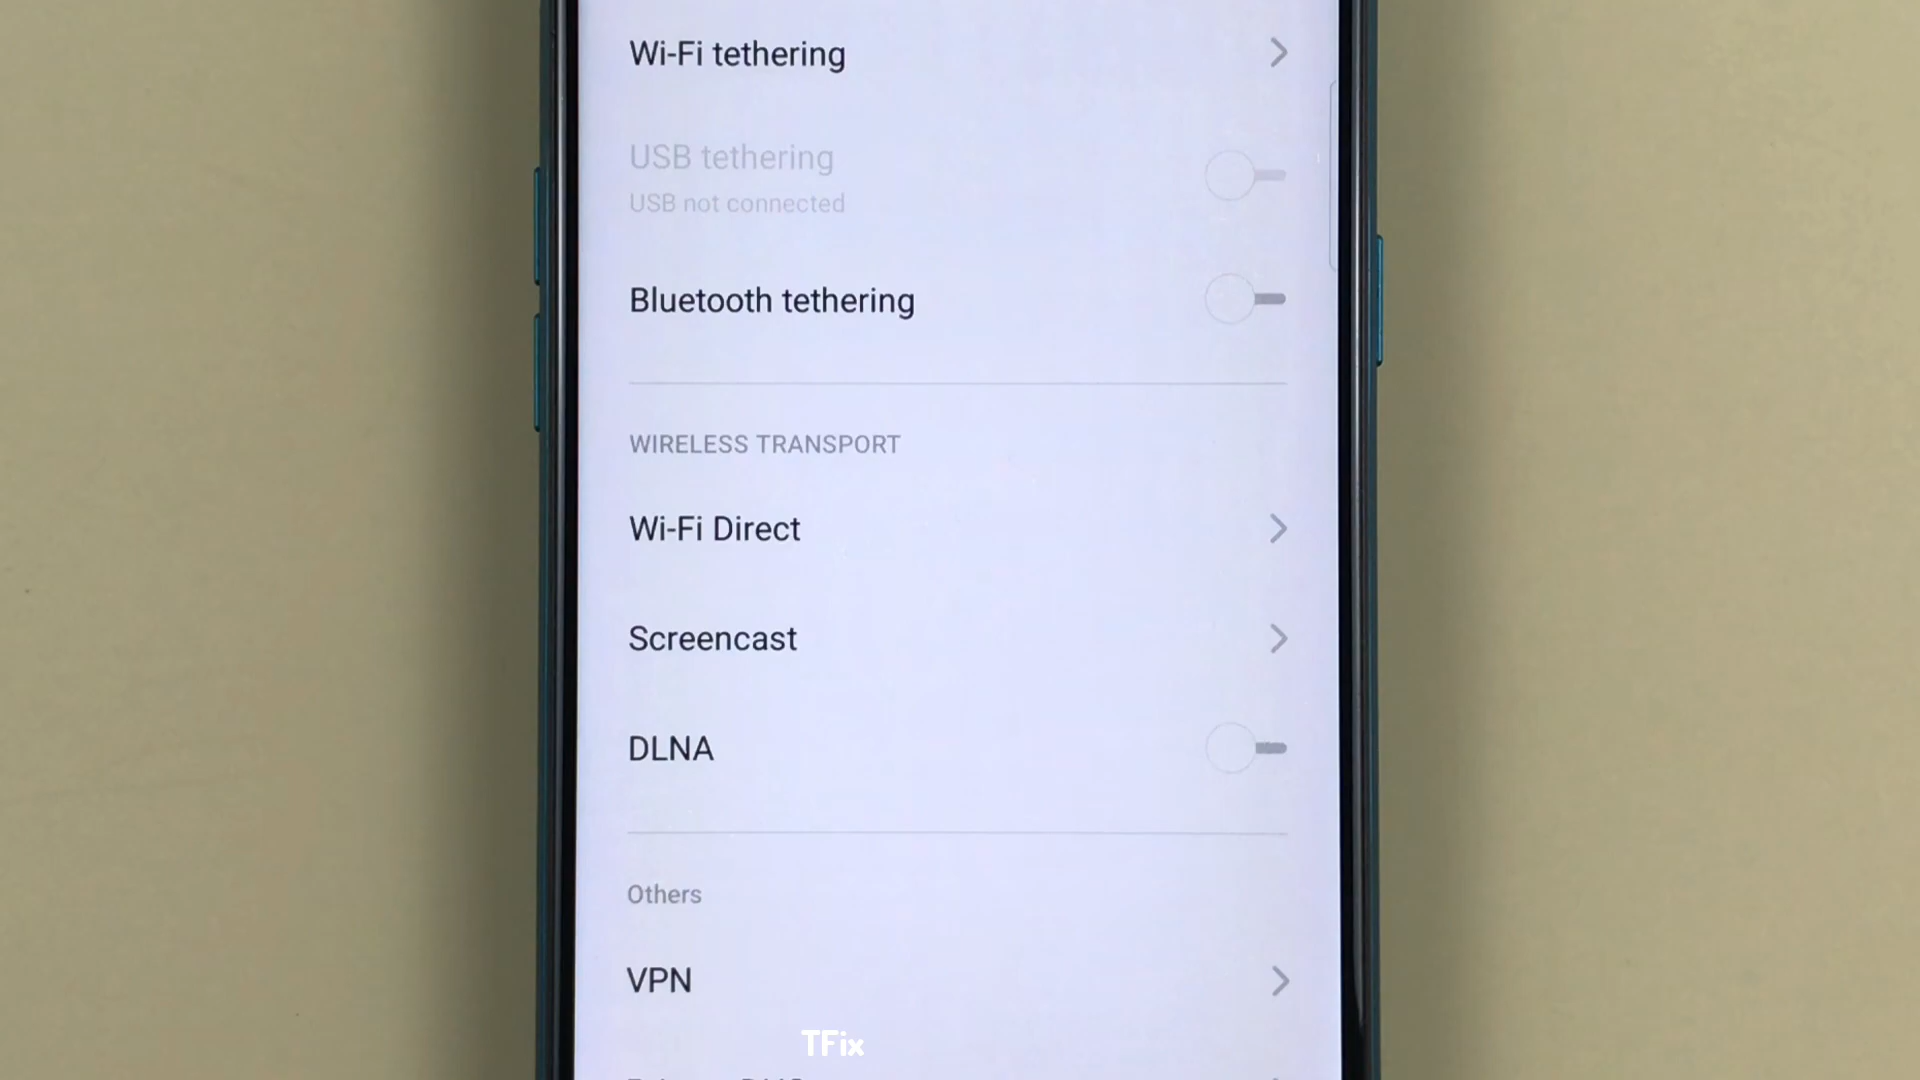 Wi-Fi tethering
USB tethering
USB not connected
Bluetooth tethering
WIRELESS TRANSPORT
Wi-Fi Direct
Screencast
DLNA
Others
VPN
TFix